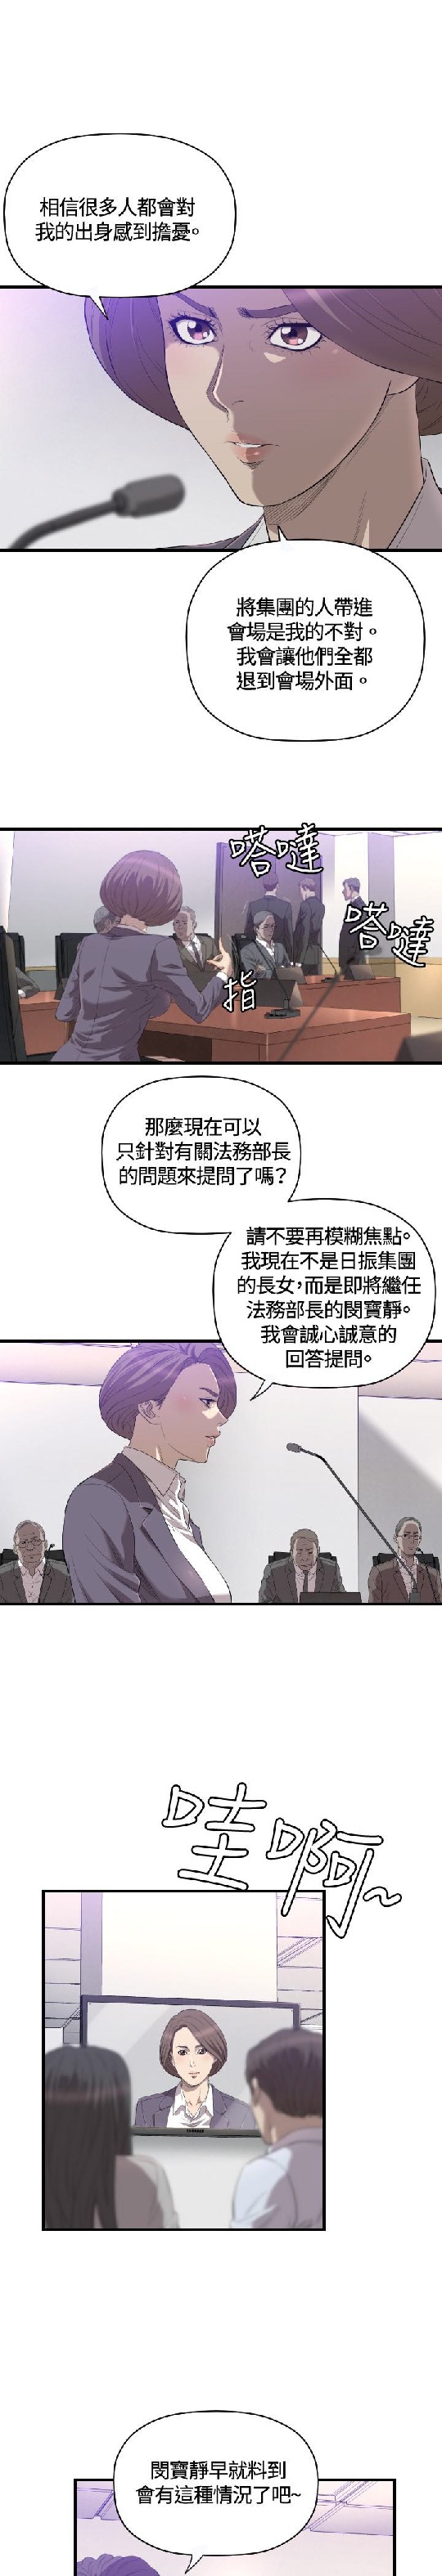 相信很多人都會對
我的出身感到擔憂。
將集團的人帶進
會場是我的不對。
我會讓他們全都
退到會場外面。
嗒噠
嗒噠
指
那麼現在可以
只針對有關法務部長
的問題來提問了嗎？
請不要再模糊焦點。
我現在不是日振集團
的長女，而是即將繼任
法務部長的閔寶靜。
我會誠心誠意的
回答提問。
哇啊~
閔寶靜早就料到
會有這種情況了吧~